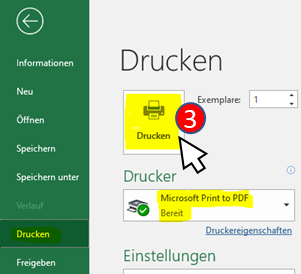 Informationen
Neu
Öffnen
Speichern
Speichern unter
Verlauf
Drucken
Freigeben
Drucken
Drucken
Exemplare: 1
3
Drucker
Microsoft Print to PDF
Bereit
Druckereigenschaften
Einstellungen